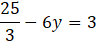 25/3 − 6y = 3